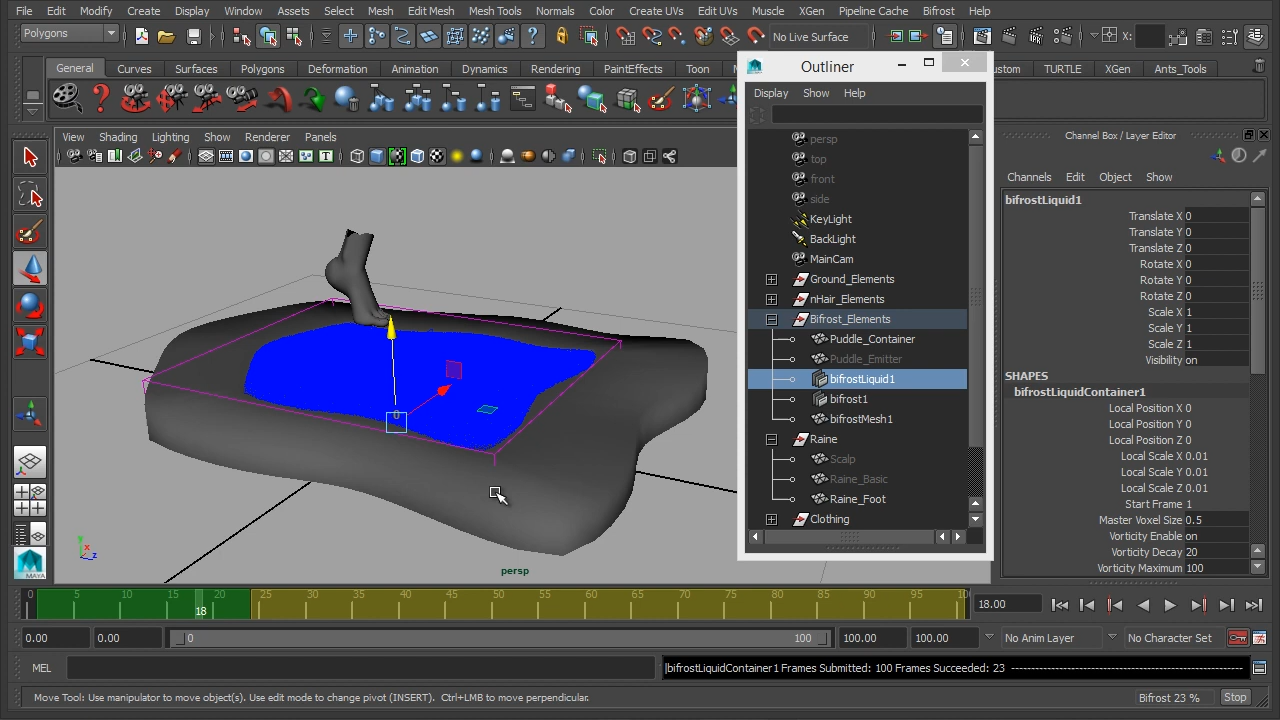 File Edit Modify Create Display Window Assets Select Mesh Edit Mesh Mesh Tools Normals Color Create UVs Edit UVs Muscle XGen Pipeline Cache Bifrost Help
Polygons No Live Surface X:
General Curves Surfaces Polygons Deformation Animation Dynamics Rendering PaintEffects Toon ustom TURTLE XGen Ants_Tools
Outliner
Display Show Help
View Shading Lighting Show Renderer Panels
persp
top
front
side
KeyLight
BackLight
MainCam
Ground_Elements
nHair_Elements
Bifrost_Elements
Puddle_Container
Puddle_Emitter
bifrostLiquid1
bifrost1
bifrostMesh1
Raine
Scalp
Raine_Basic
Raine_Foot
Clothing
Channel Box / Layer Editor
Channels Edit Object Show
bifrostLiquid1
Translate X 0
Translate Y 0
Translate Z 0
Rotate X 0
Rotate Y 0
Rotate Z 0
Scale X 1
Scale Y 1
Scale Z 1
Visibility on
SHAPES
bifrostLiquidContainer1
Local Position X 0
Local Position Y 0
Local Position Z 0
Local Scale X 0.01
Local Scale Y 0.01
Local Scale Z 0.01
Start Frame 1
Master Voxel Size 0.5
Vorticity Enable on
Vorticity Decay 20
Vorticity Maximum 100
0
y
x
z
persp
MAYA
0 5 10 15 20 25 30 35 40 45 50 55 60 65 70 75 80 85 90 95 10
18
18.00
0.00 0.00 0 100 100.00 100.00 No Anim Layer No Character Set
MEL |bifrostLiquidContainer1 Frames Submitted: 100 Frames Succeeded: 23
Move Tool: Use manipulator to move object(s). Use edit mode to change pivot (INSERT). Ctrl+LMB to move perpendicular. Bifrost 23 % Stop